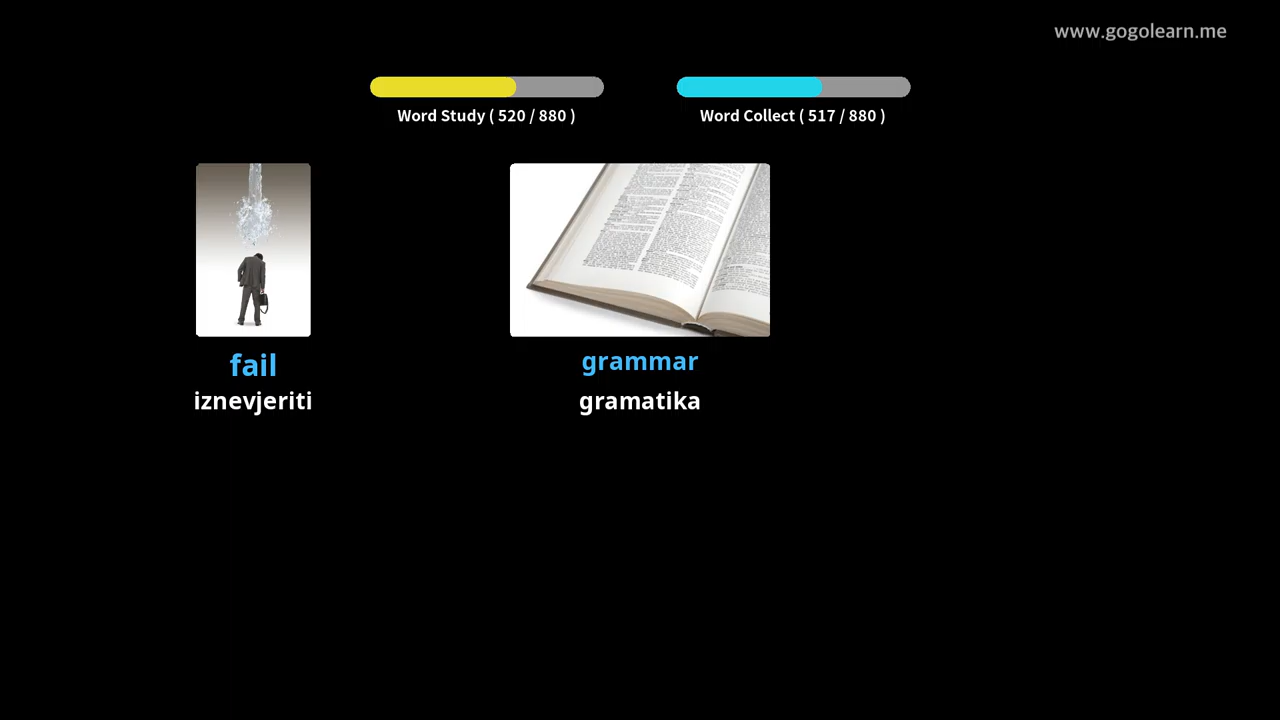 www.gogolearn.me
Word Study ( 520 / 880 )
Word Collect ( 517 / 880 )
fail
iznevjeriti
grammar
gramatika